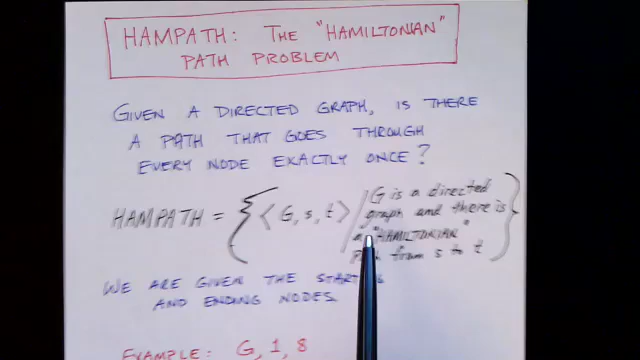 HAMPATH: THE "HAMILTONIAN"
PATH PROBLEM
GIVEN A DIRECTED GRAPH, IS THERE
A PATH THAT GOES THROUGH
EVERY NODE EXACTLY ONCE?
HAMPATH = { < G, s, t > | G is a directed
graph and there is
a "HAMILTONIAN"
from s to t }
WE ARE GIVEN THE
AND ENDING NODES.
EXAMPLE: G, 1, 8